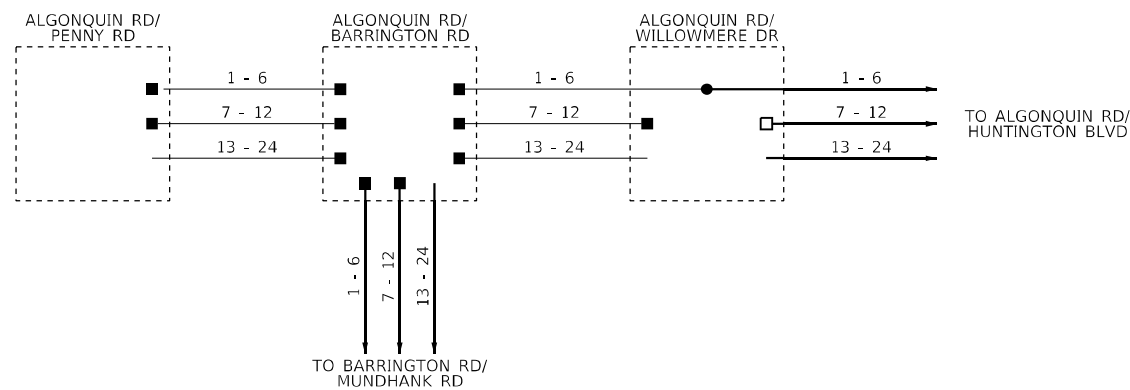 ALGONQUIN RD/
PENNY RD
ALGONQUIN RD/
BARRINGTON RD
ALGONQUIN RD/
WILLOWMERE DR
1 - 6
1 - 6
1 - 6
7 - 12
7 - 12
7 - 12
TO ALGONQUIN RD/
HUNTINGTON BLVD
13 - 24
13 - 24
13 - 24
1 - 6
7 - 12
13 - 24
TO BARRINGTON RD/
MUNDHANK RD